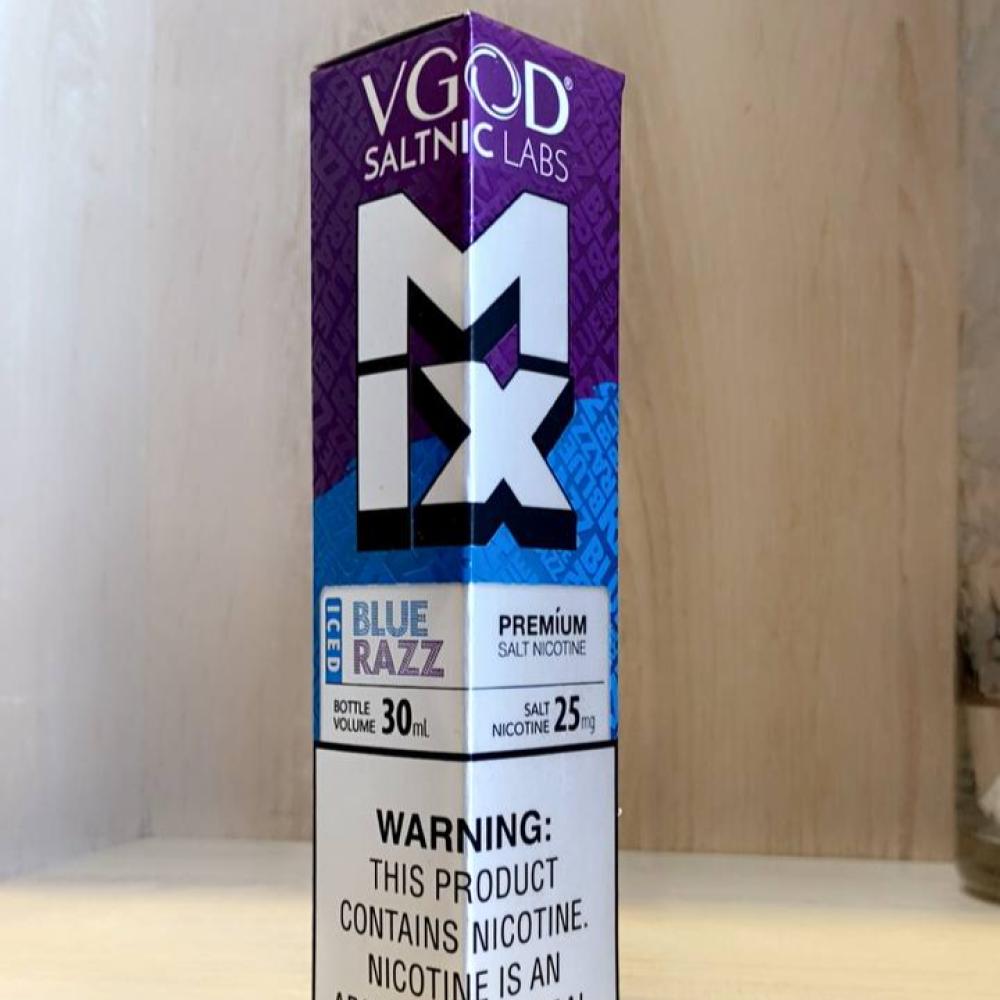 VGOD®
SALTNIC LABS
MIX
ICED
BLUE
RAZZ
PREMÍUM
SALT NICOTINE
BOTTLE
VOLUME 30ml
SALT
NICOTINE 25mg
WARNING:
THIS PRODUCT
CONTAINS NICOTINE.
NICOTINE IS AN